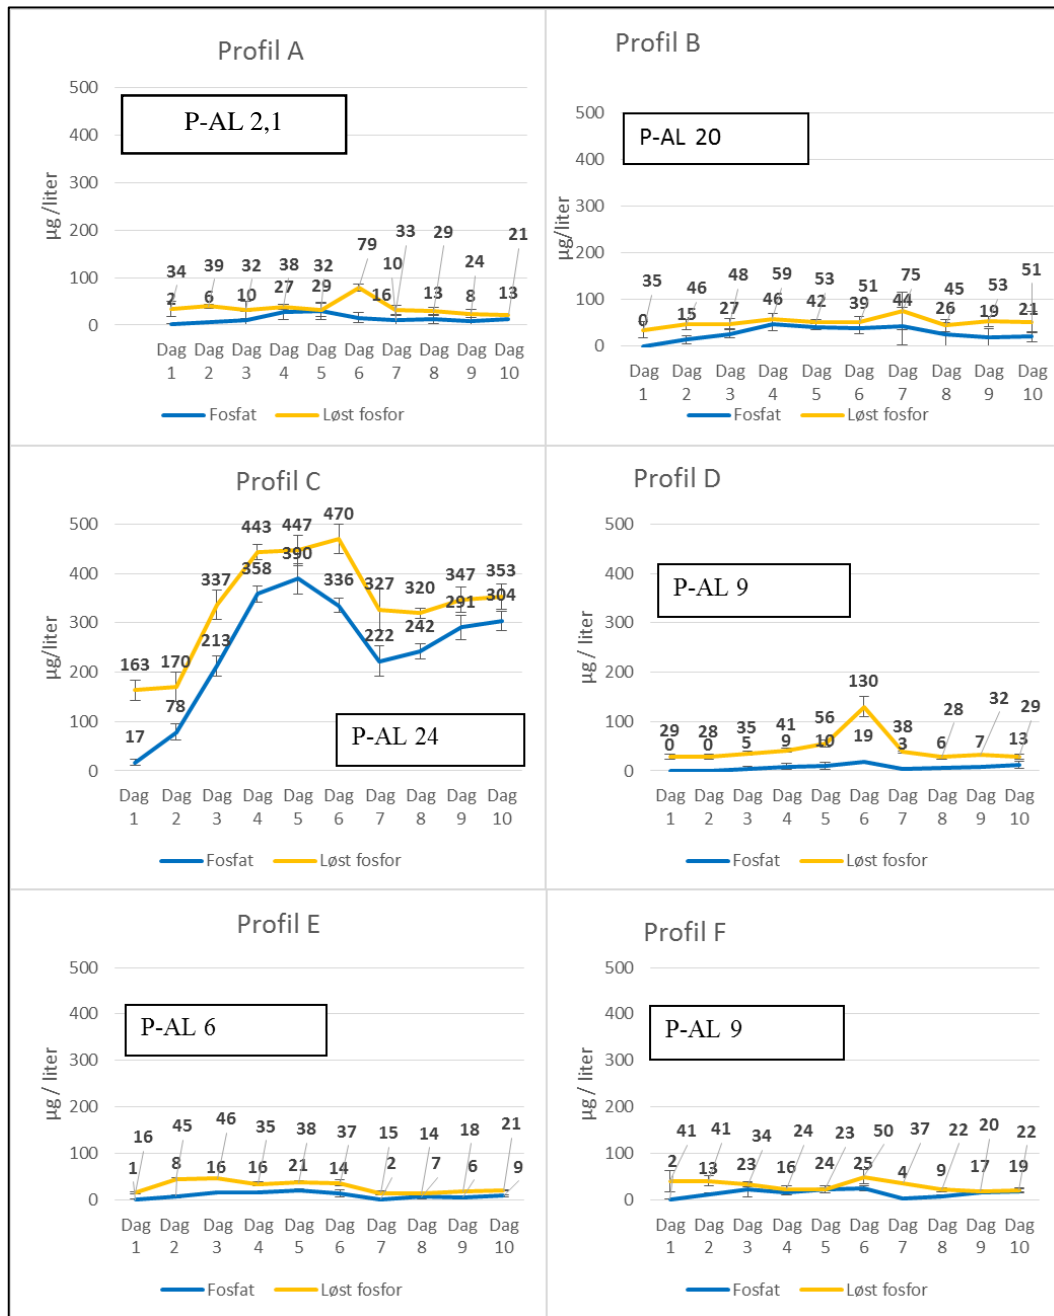 Profil A
500
400
300
200
100
0
µg /liter
P-AL 2,1
34 39 32 38 32 79 33 29 24 21
2 6 10 27 29 16 10 13 8 13
Dag 1 Dag 2 Dag 3 Dag 4 Dag 5 Dag 6 Dag 7 Dag 8 Dag 9 Dag 10
Fosfat Løst fosfor
Profil B
500
400
300
200
100
0
µg/liter
P-AL 20
35 46 48 59 53 51 75 45 53 51
0 15 27 46 42 39 44 26 19 21
Dag 1 Dag 2 Dag 3 Dag 4 Dag 5 Dag 6 Dag 7 Dag 8 Dag 9 Dag 10
Fosfat Løst fosfor
Profil C
500
400
300
200
100
0
µg/liter
163 170 337 443 447 470 327 320 347 353
17 78 213 358 390 336 222 242 291 304
P-AL 24
Dag 1 Dag 2 Dag 3 Dag 4 Dag 5 Dag 6 Dag 7 Dag 8 Dag 9 Dag 10
Fosfat Løst fosfor
Profil D
500
400
300
200
100
0
µg / liter
P-AL 9
29 28 35 41 56 130 38 28 32 29
0 0 5 9 10 19 3 6 7 13
Dag 1 Dag 2 Dag 3 Dag 4 Dag 5 Dag 6 Dag 7 Dag 8 Dag 9 Dag 10
Fosfat Løst fosfor
Profil E
500
400
300
200
100
0
µg / liter
P-AL 6
16 45 46 35 38 37 15 14 18 21
1 8 16 16 21 14 2 7 6 9
Dag 1 Dag 2 Dag 3 Dag 4 Dag 5 Dag 6 Dag 7 Dag 8 Dag 9 Dag 10
Fosfat Løst fosfor
Profil F
500
400
300
200
100
0
µg / liter
P-AL 9
41 41 34 24 23 50 37 22 20 22
2 13 23 16 24 25 4 9 17 19
Dag 1 Dag 2 Dag 3 Dag 4 Dag 5 Dag 6 Dag 7 Dag 8 Dag 9 Dag 10
Fosfat Løst fosfor